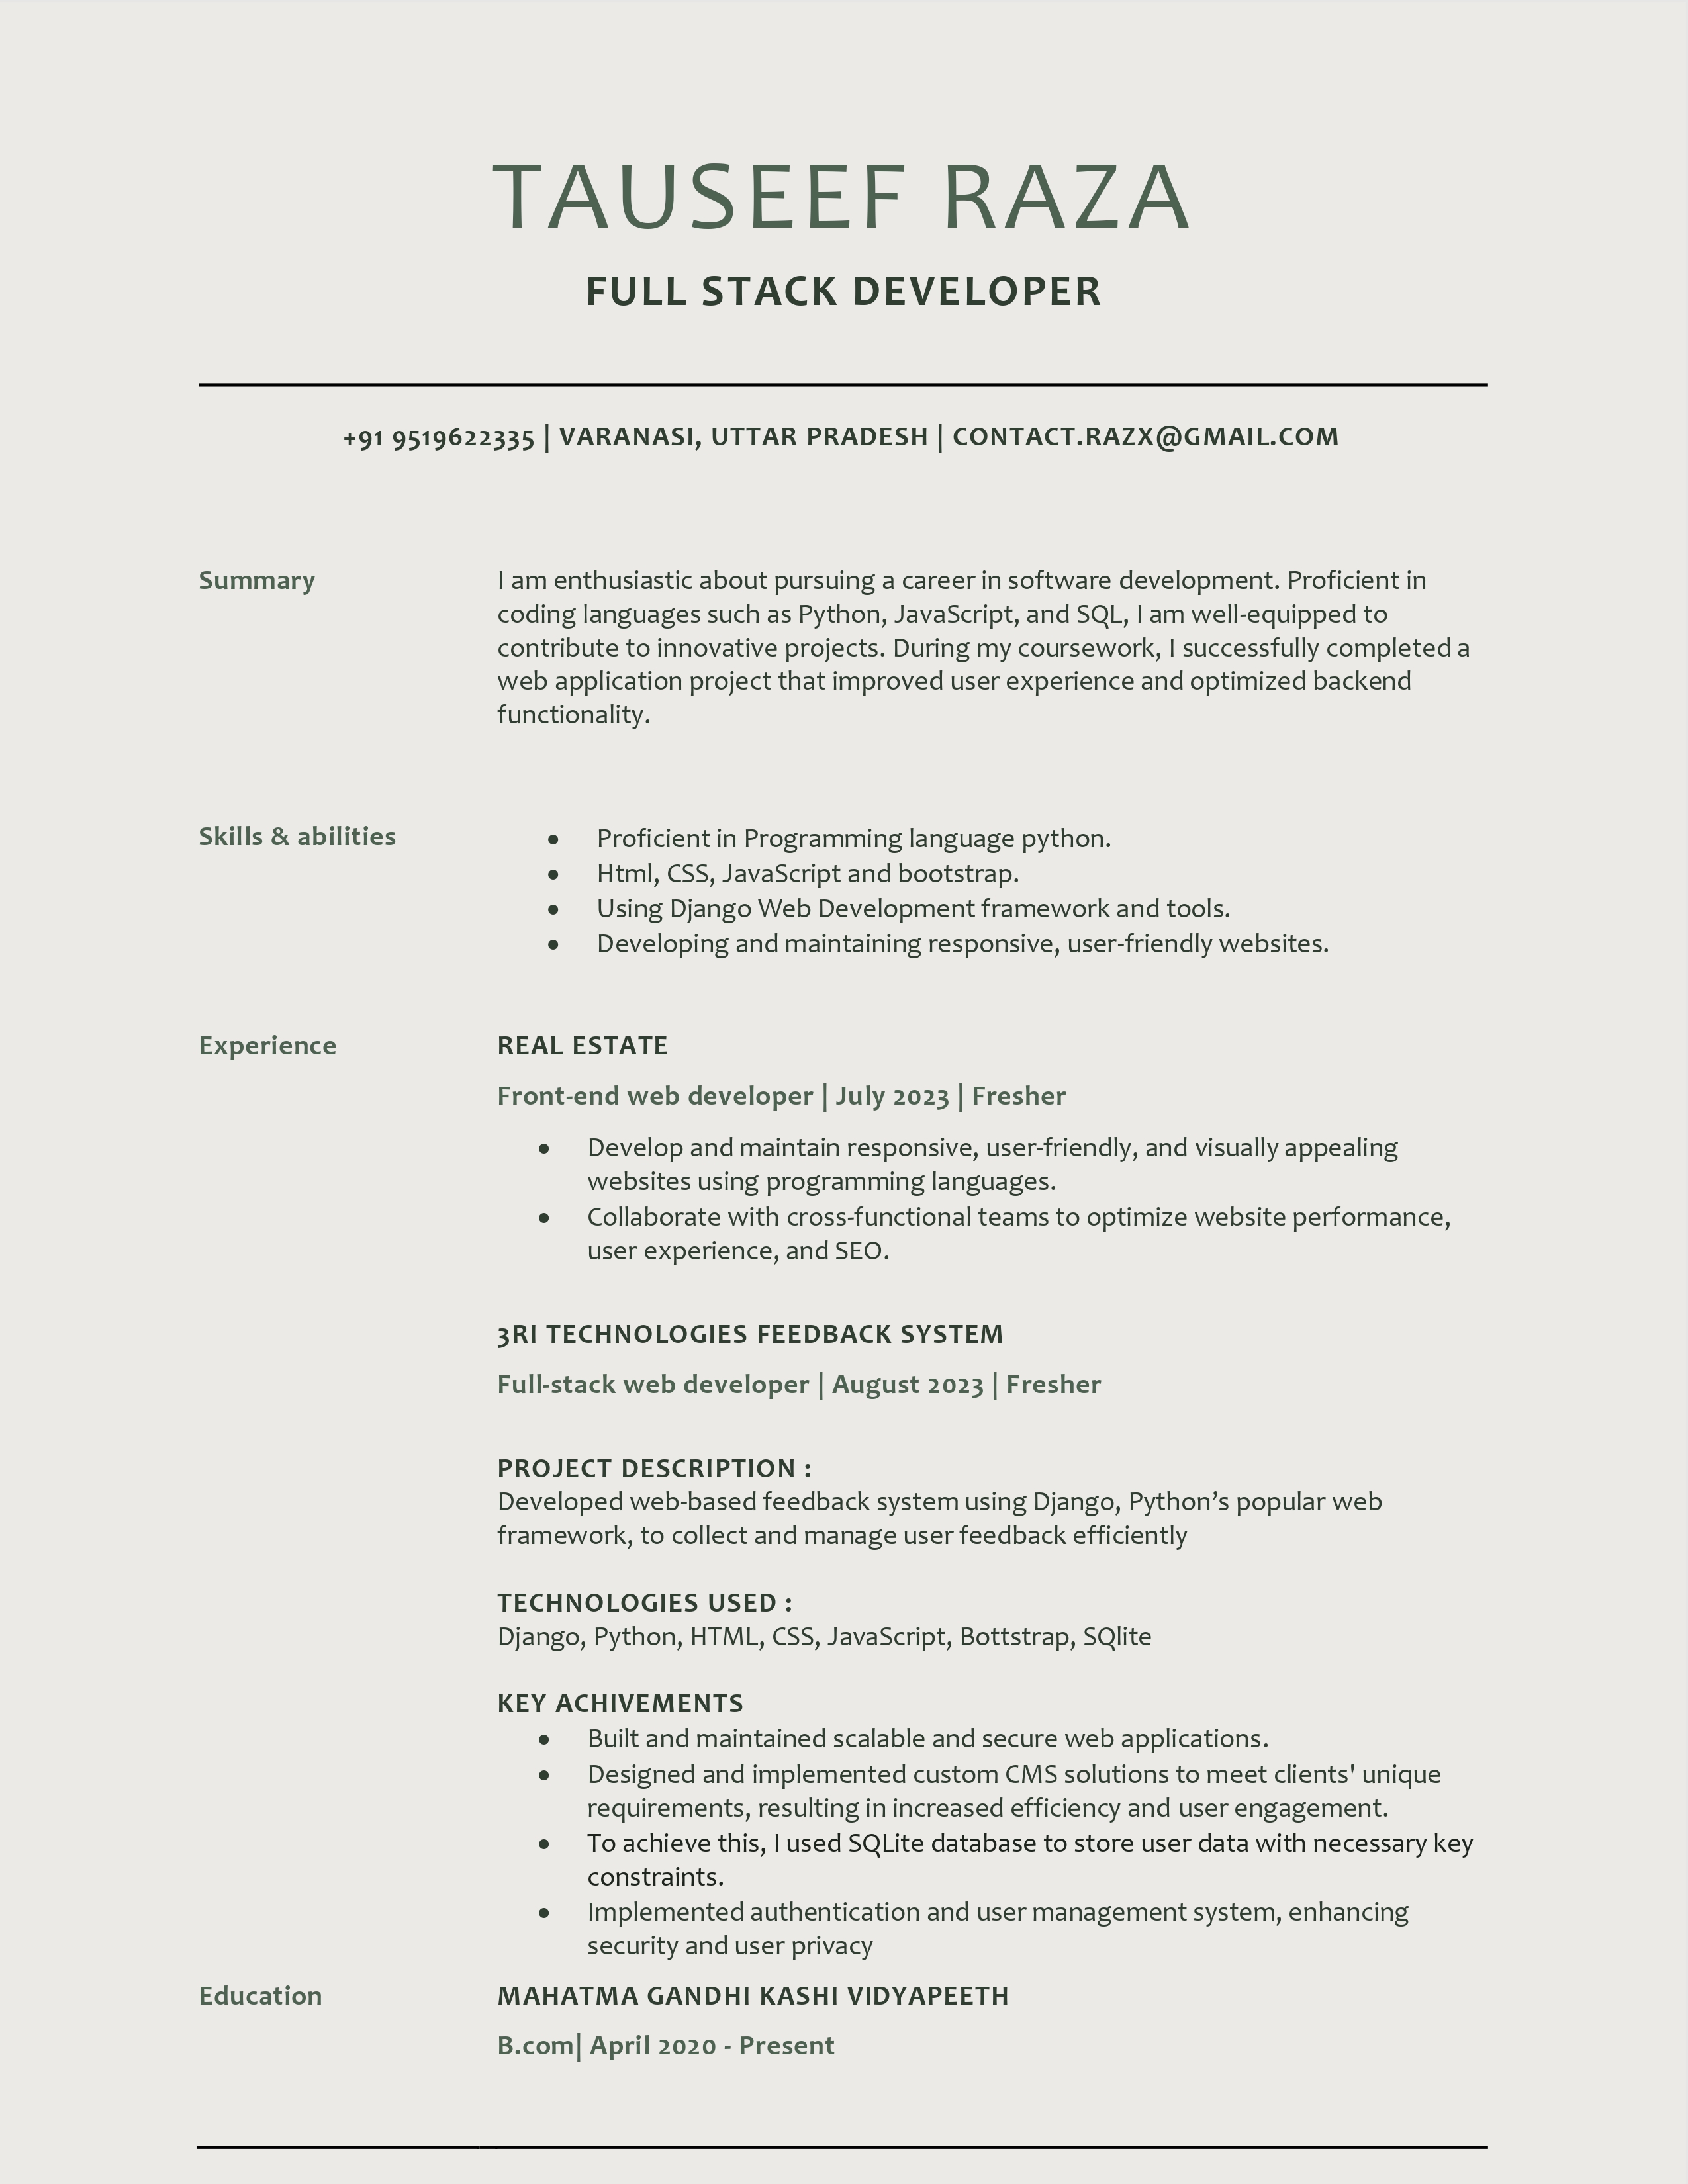 TAUSEEF RAZA
FULL STACK DEVELOPER
+91 9519622335 | VARANASI, UTTAR PRADESH | CONTACT.RAZX@GMAIL.COM
Summary
I am enthusiastic about pursuing a career in software development. Proficient in
coding languages such as Python, JavaScript, and SQL, I am well-equipped to
contribute to innovative projects. During my coursework, I successfully completed a
web application project that improved user experience and optimized backend
functionality.
Skills & abilities
• Proficient in Programming language python.
• Html, CSS, JavaScript and bootstrap.
• Using Django Web Development framework and tools.
• Developing and maintaining responsive, user-friendly websites.
Experience
REAL ESTATE
Front-end web developer | July 2023 | Fresher
• Develop and maintain responsive, user-friendly, and visually appealing
websites using programming languages.
• Collaborate with cross-functional teams to optimize website performance,
user experience, and SEO.
3RI TECHNOLOGIES FEEDBACK SYSTEM
Full-stack web developer | August 2023 | Fresher
PROJECT DESCRIPTION :
Developed web-based feedback system using Django, Python’s popular web
framework, to collect and manage user feedback efficiently
TECHNOLOGIES USED :
Django, Python, HTML, CSS, JavaScript, Bottstrap, SQlite
KEY ACHIVEMENTS
• Built and maintained scalable and secure web applications.
• Designed and implemented custom CMS solutions to meet clients' unique
requirements, resulting in increased efficiency and user engagement.
• To achieve this, I used SQLite database to store user data with necessary key
constraints.
• Implemented authentication and user management system, enhancing
security and user privacy
Education
MAHATMA GANDHI KASHI VIDYAPEETH
B.com| April 2020 - Present